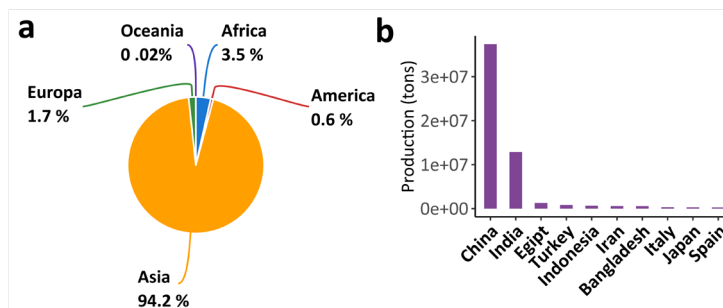 a
Oceania
0 .02%
Africa
3.5 %
Europa
1.7 %
America
0.6 %
Asia
94.2 %
b
Production (tons)
3e+07
2e+07
1e+07
0e+00
China
India
Egipt
Turkey
Indonesia
Iran
Bangladesh
Italy
Japan
Spain